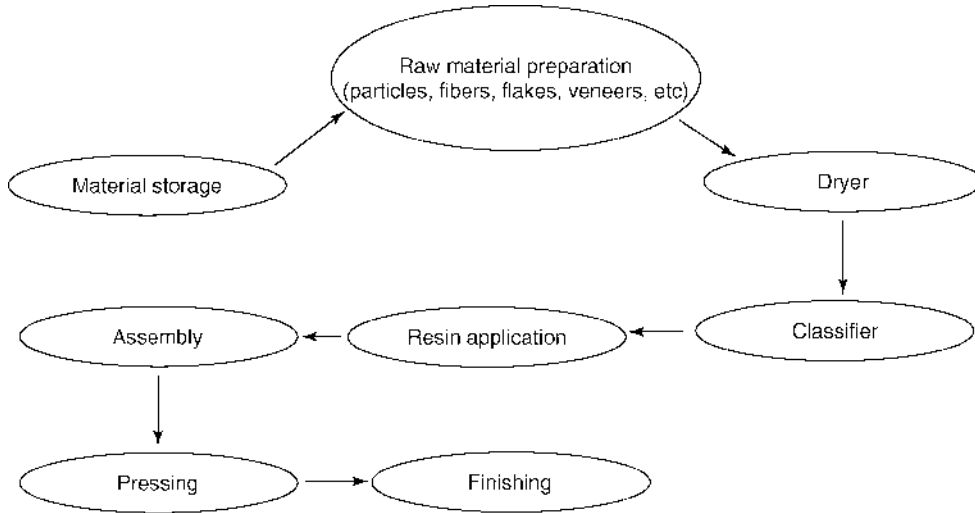 Raw material preparation
(particles, fibers, flakes, veneers, etc)
Material storage
Dryer
Classifier
Resin application
Assembly
Pressing
Finishing